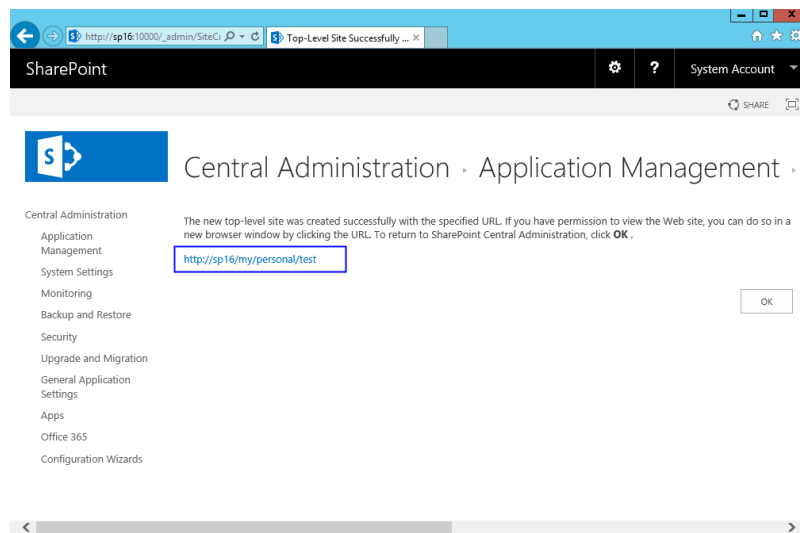 http://sp16:10000/_admin/SiteCr
Top-Level Site Successfully ...
SharePoint
?
System Account
SHARE
S
Central Administration ▸ Application Management ▸
Central Administration
Application
Management
System Settings
Monitoring
Backup and Restore
Security
Upgrade and Migration
General Application
Settings
Apps
Office 365
Configuration Wizards
The new top-level site was created successfully with the specified URL. If you have permission to view the Web site, you can do so in a
new browser window by clicking the URL. To return to SharePoint Central Administration, click OK .
http://sp16/my/personal/test
OK